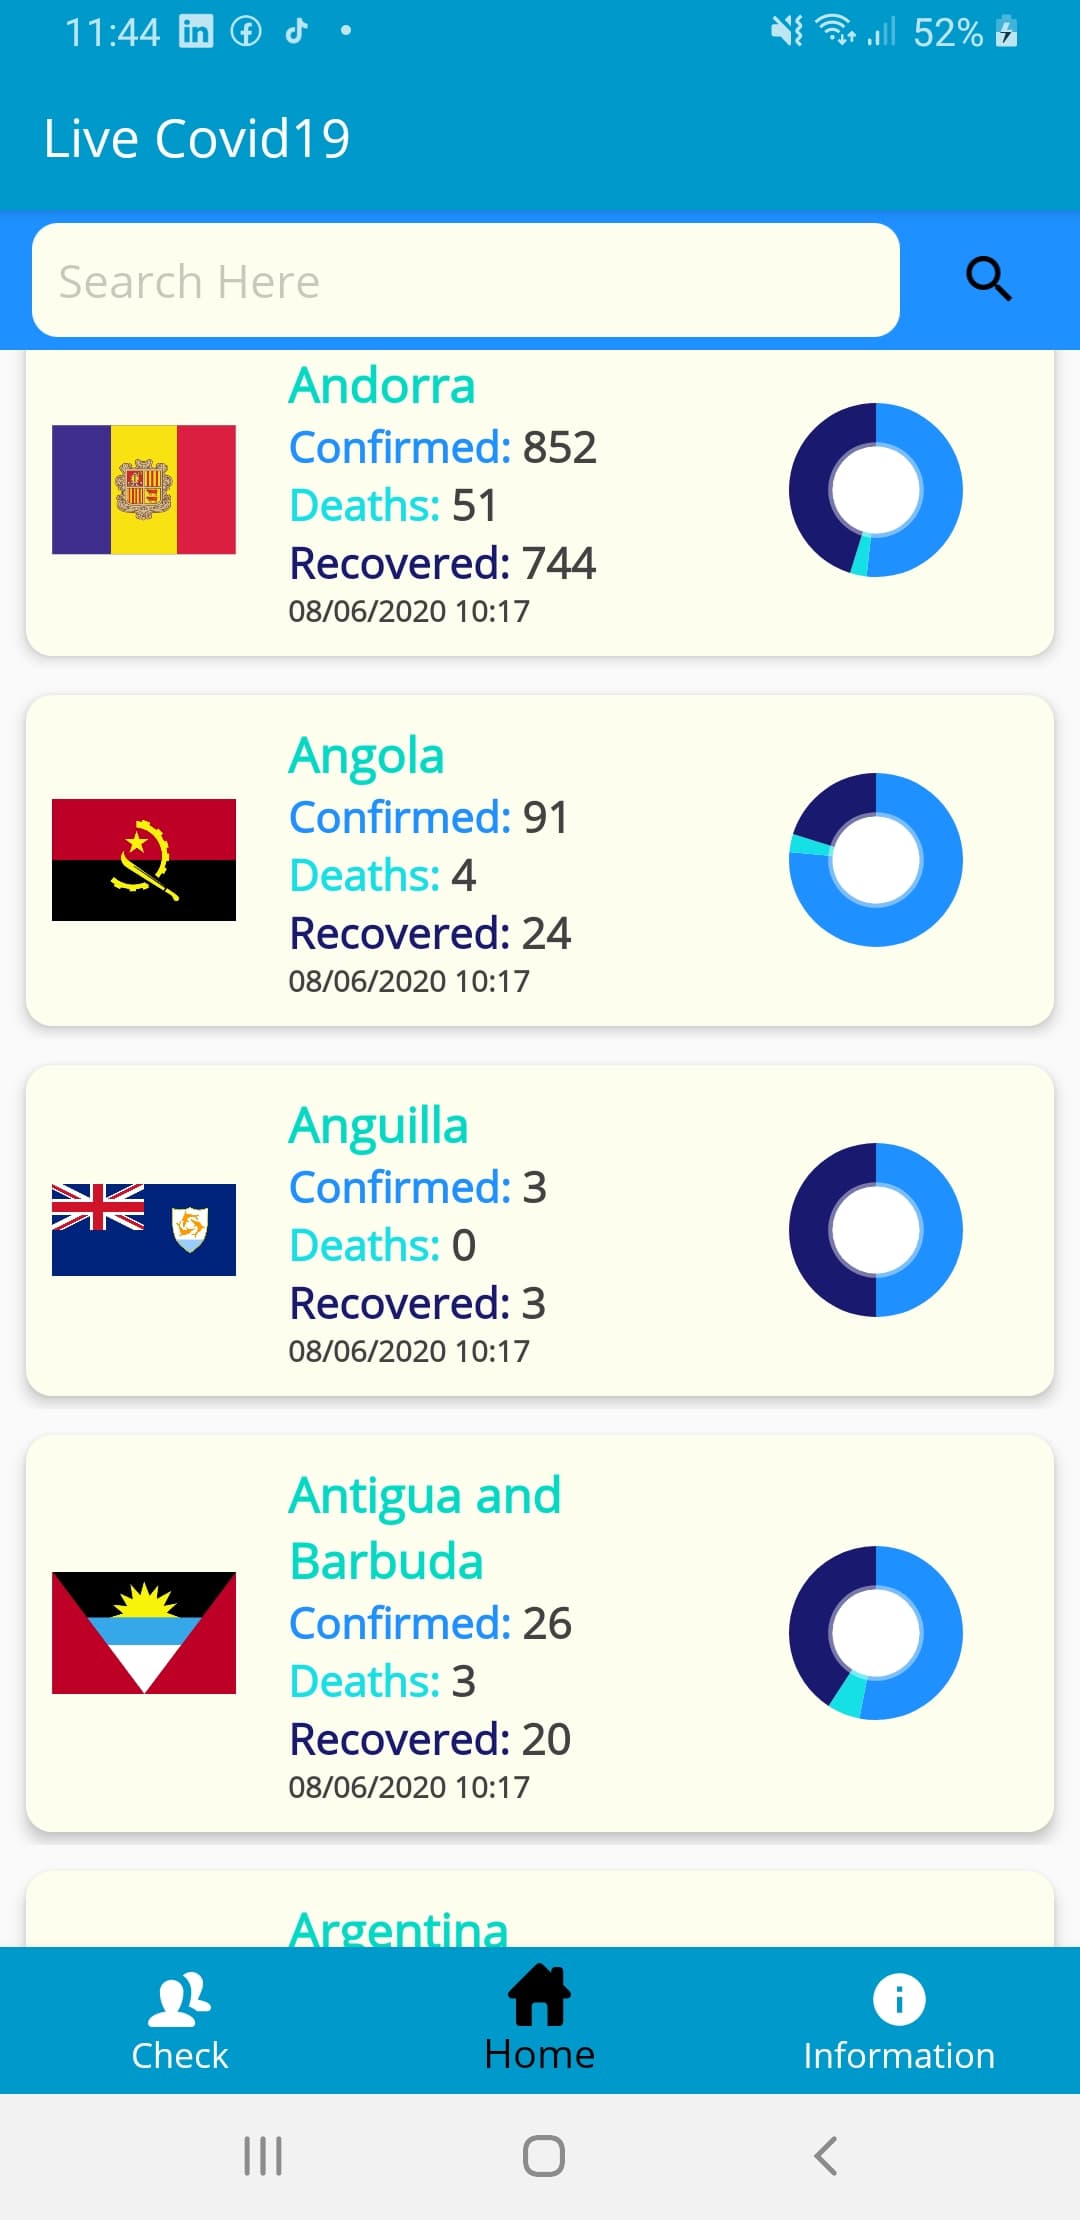 11:44
52%
Live Covid19
Search Here
Andorra
Confirmed: 852
Deaths: 51
Recovered: 744
08/06/2020 10:17
Angola
Confirmed: 91
Deaths: 4
Recovered: 24
08/06/2020 10:17
Anguilla
Confirmed: 3
Deaths: 0
Recovered: 3
08/06/2020 10:17
Antigua and
Barbuda
Confirmed: 26
Deaths: 3
Recovered: 20
08/06/2020 10:17
Argentina
Check
Home
Information